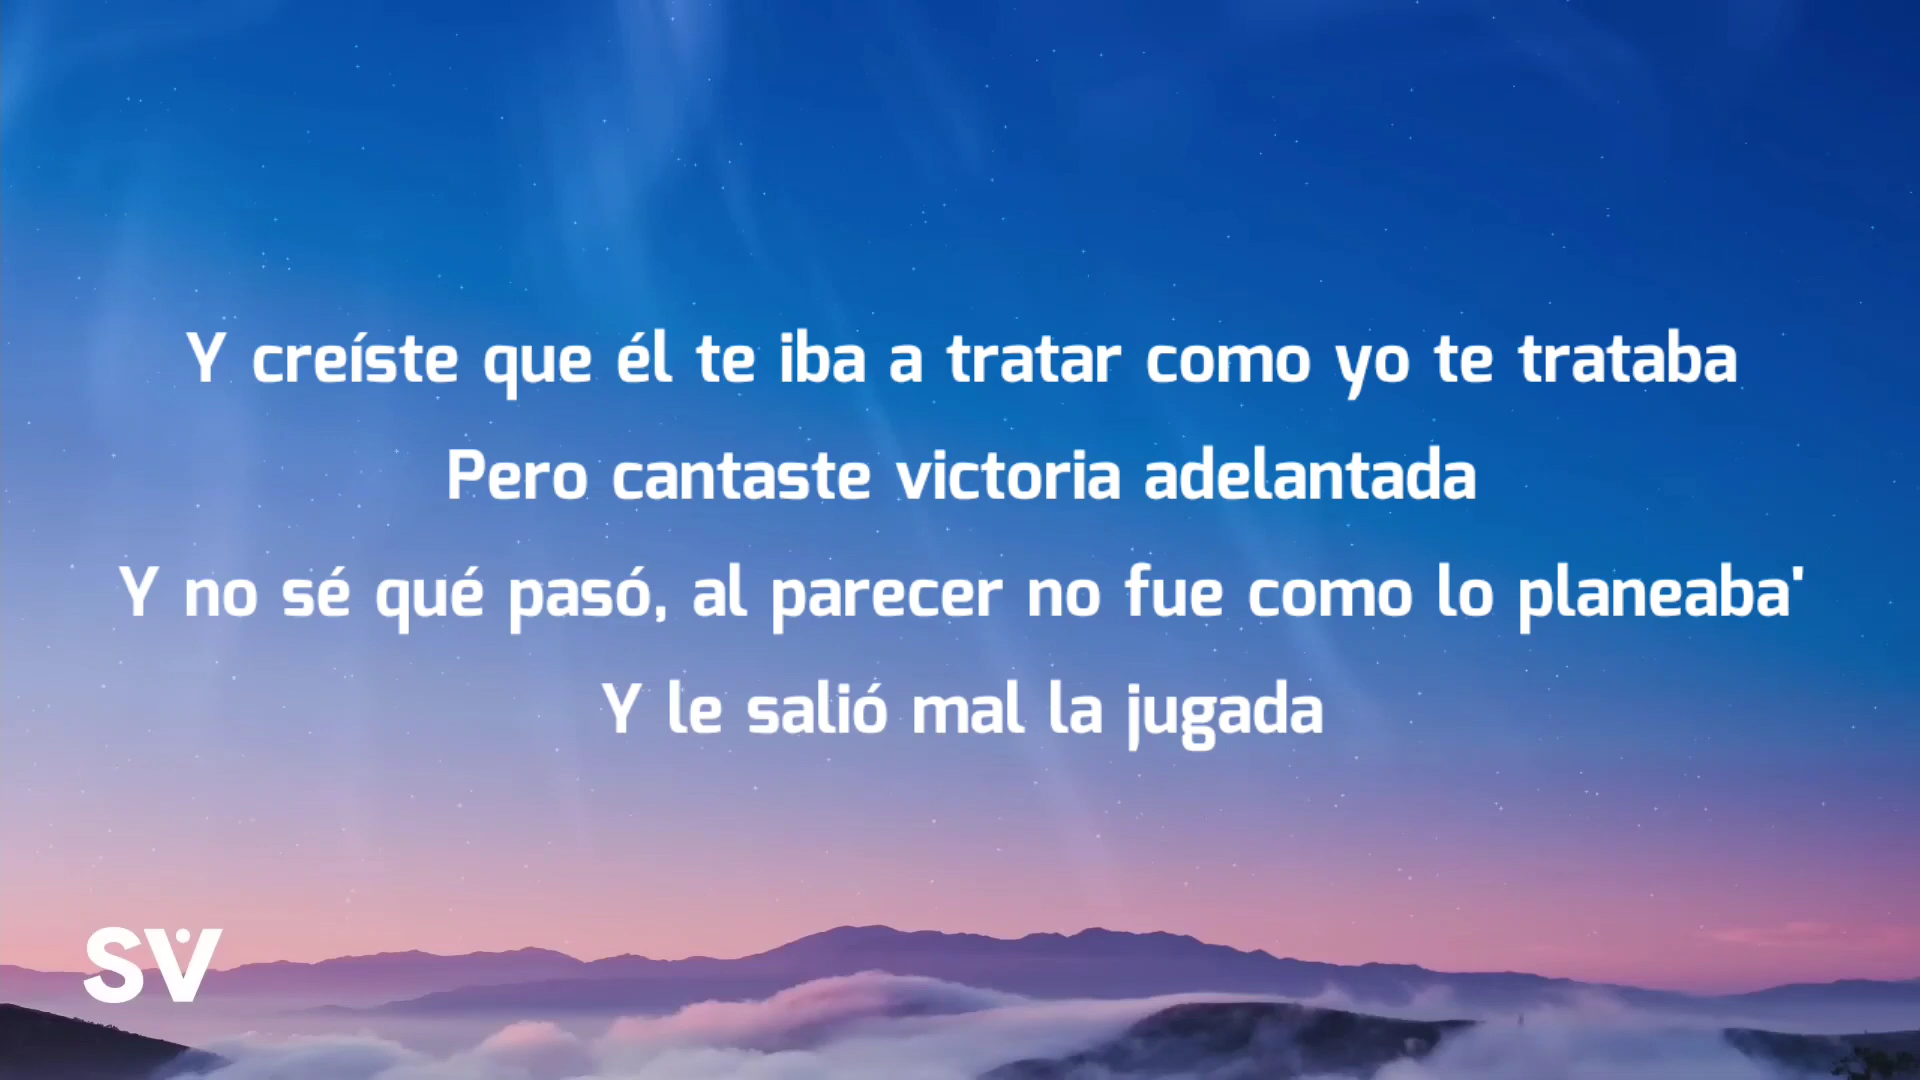 Y creíste que él te iba a tratar como yo te trataba
Pero cantaste victoria adelantada
Y no sé qué pasó, al parecer no fue como lo planeaba'
Y le salió mal la jugada
SV